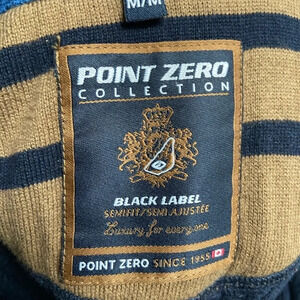 M/M
POINT ZERO
COLLECTION
BLACK LABEL
SEMIFIT/SEMI AJUSTÉE
Luxury for everyone
POINT ZERO SINCE 1955